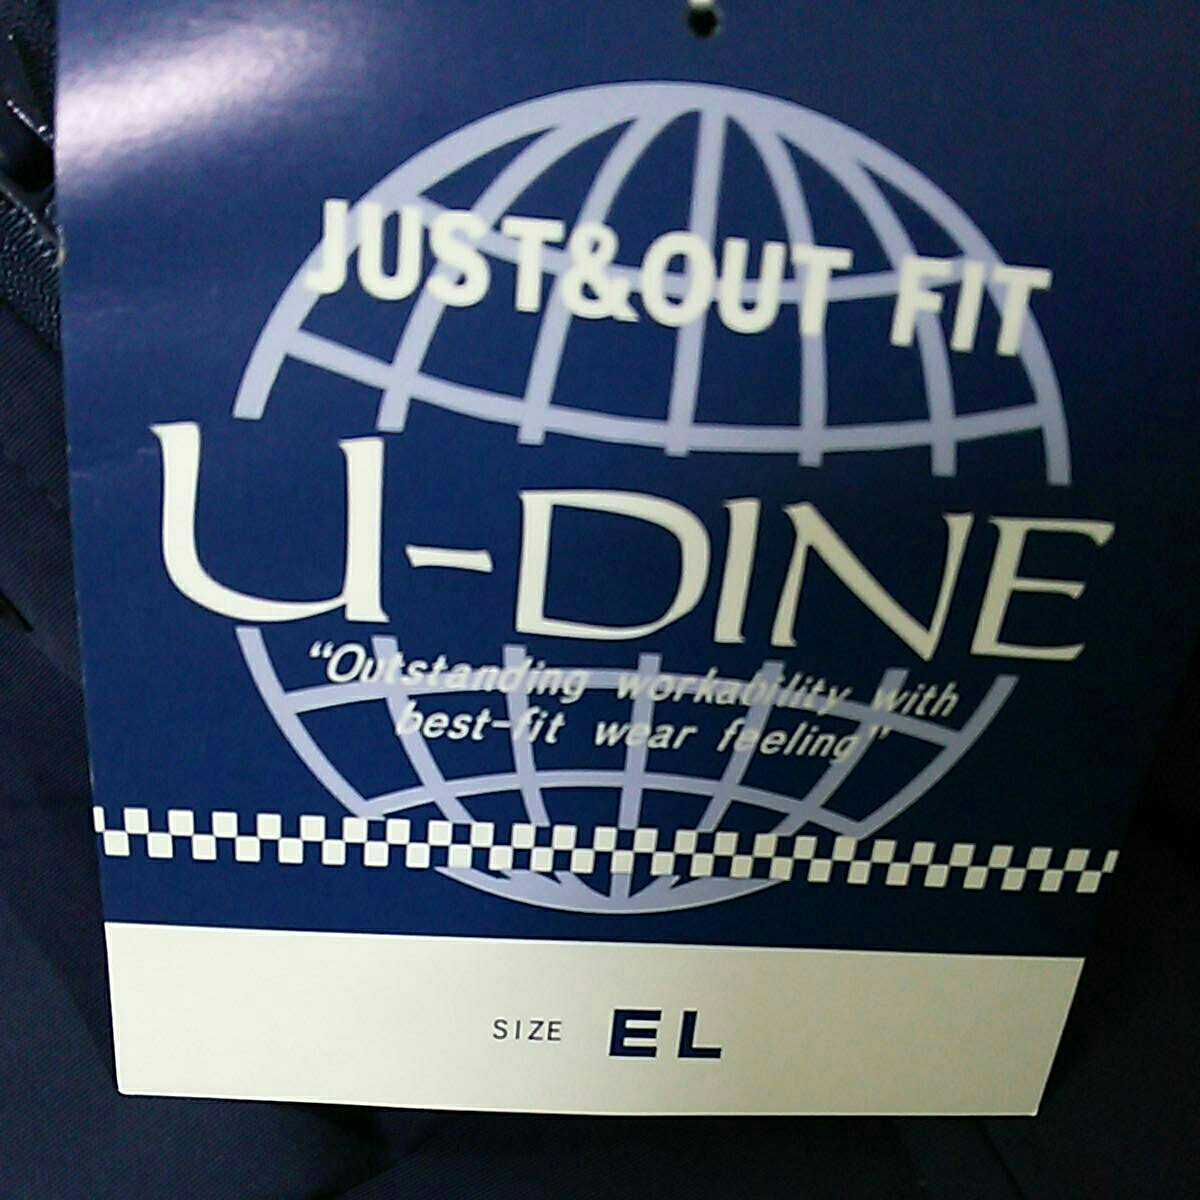 JUST&OUT FIT
U-DINE
“Outstanding workability with
best-fit wear feeling”
SIZE EL